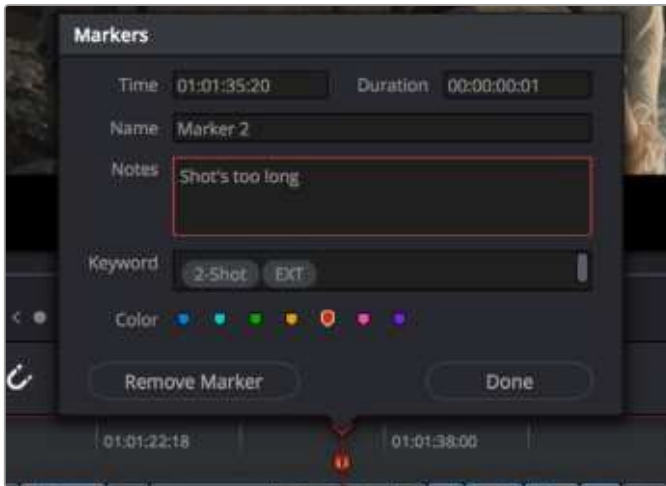 Markers
Time 01:01:35:20 Duration 00:00:00:01
Name Marker 2
Notes Shot's too long
Keyword 2-Shot EXT
Color
Remove Marker Done
01:01:22:18 01:01:38:00